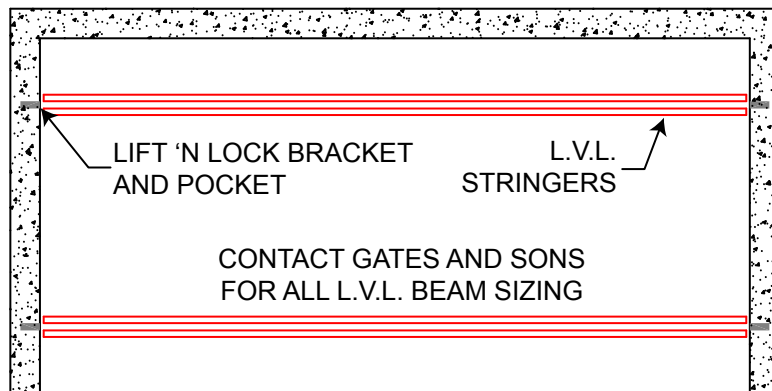 LIFT ‘N LOCK BRACKET
AND POCKET
L.V.L.
STRINGERS
CONTACT GATES AND SONS
FOR ALL L.V.L. BEAM SIZING